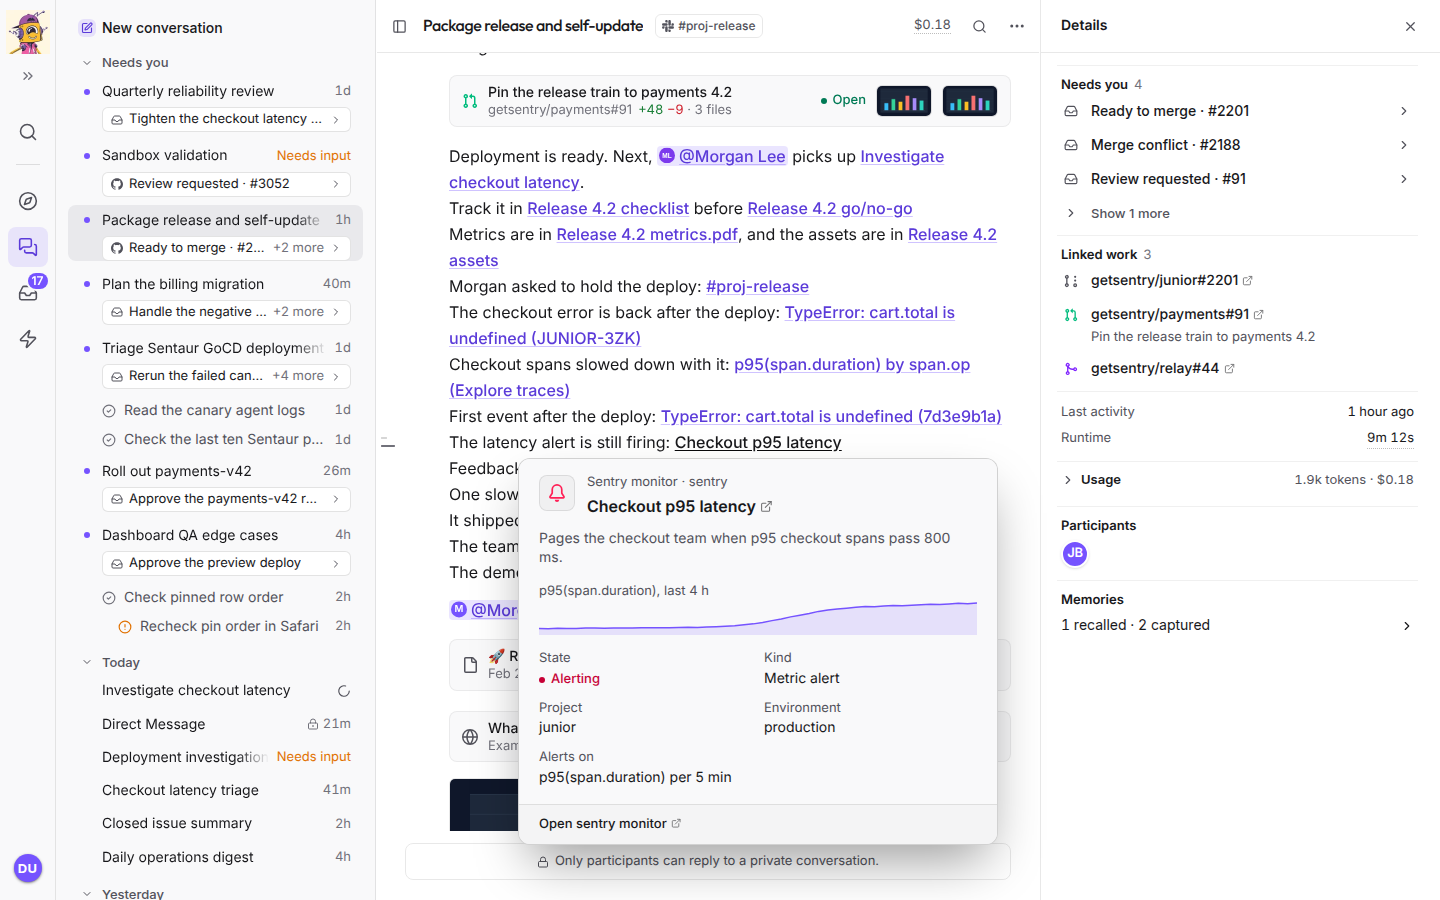 New conversation
Needs you
Quarterly reliability review 1d
Tighten the checkout latency ...
Sandbox validation Needs input
Review requested · #3052
Package release and self-update 1h
Ready to merge · #2... +2 more
17
Plan the billing migration 40m
Handle the negative ... +2 more
Triage Sentaur GoCD deployment 1d
Rerun the failed can... +4 more
Read the canary agent logs 1d
Check the last ten Sentaur p... 1d
Roll out payments-v42 26m
Approve the payments-v42 r...
Dashboard QA edge cases 4h
Approve the preview deploy
Check pinned row order 2h
Recheck pin order in Safari 2h
Today
Investigate checkout latency
Direct Message 21m
Deployment investigation Needs input
Checkout latency triage 41m
Closed issue summary 2h
Daily operations digest 4h
DU
Yesterday
Package release and self-update #proj-release $0.18
Pin the release train to payments 4.2
getsentry/payments#91 +48 −9 · 3 files
Open
Deployment is ready. Next, ML @Morgan Lee picks up Investigate
checkout latency.
Track it in Release 4.2 checklist before Release 4.2 go/no-go
Metrics are in Release 4.2 metrics.pdf, and the assets are in Release 4.2
assets
Morgan asked to hold the deploy: #proj-release
The checkout error is back after the deploy: TypeError: cart.total is
undefined (JUNIOR-3ZK)
Checkout spans slowed down with it: p95(span.duration) by span.op
(Explore traces)
First event after the deploy: TypeError: cart.total is undefined (7d3e9b1a)
The latency alert is still firing: Checkout p95 latency
Feedback
One slow
It shipped
The team
The dem
M @Mor
🚀 R
Feb 2
Wha
Exam
Sentry monitor · sentry
Checkout p95 latency
Pages the checkout team when p95 checkout spans pass 800
ms.
p95(span.duration), last 4 h
State Kind
Alerting Metric alert
Project Environment
junior production
Alerts on
p95(span.duration) per 5 min
Open sentry monitor
Only participants can reply to a private conversation.
Details
Needs you 4
Ready to merge · #2201
Merge conflict · #2188
Review requested · #91
Show 1 more
Linked work 3
getsentry/junior#2201
getsentry/payments#91
Pin the release train to payments 4.2
getsentry/relay#44
Last activity 1 hour ago
Runtime 9m 12s
Usage 1.9k tokens · $0.18
Participants
JB
Memories
1 recalled · 2 captured